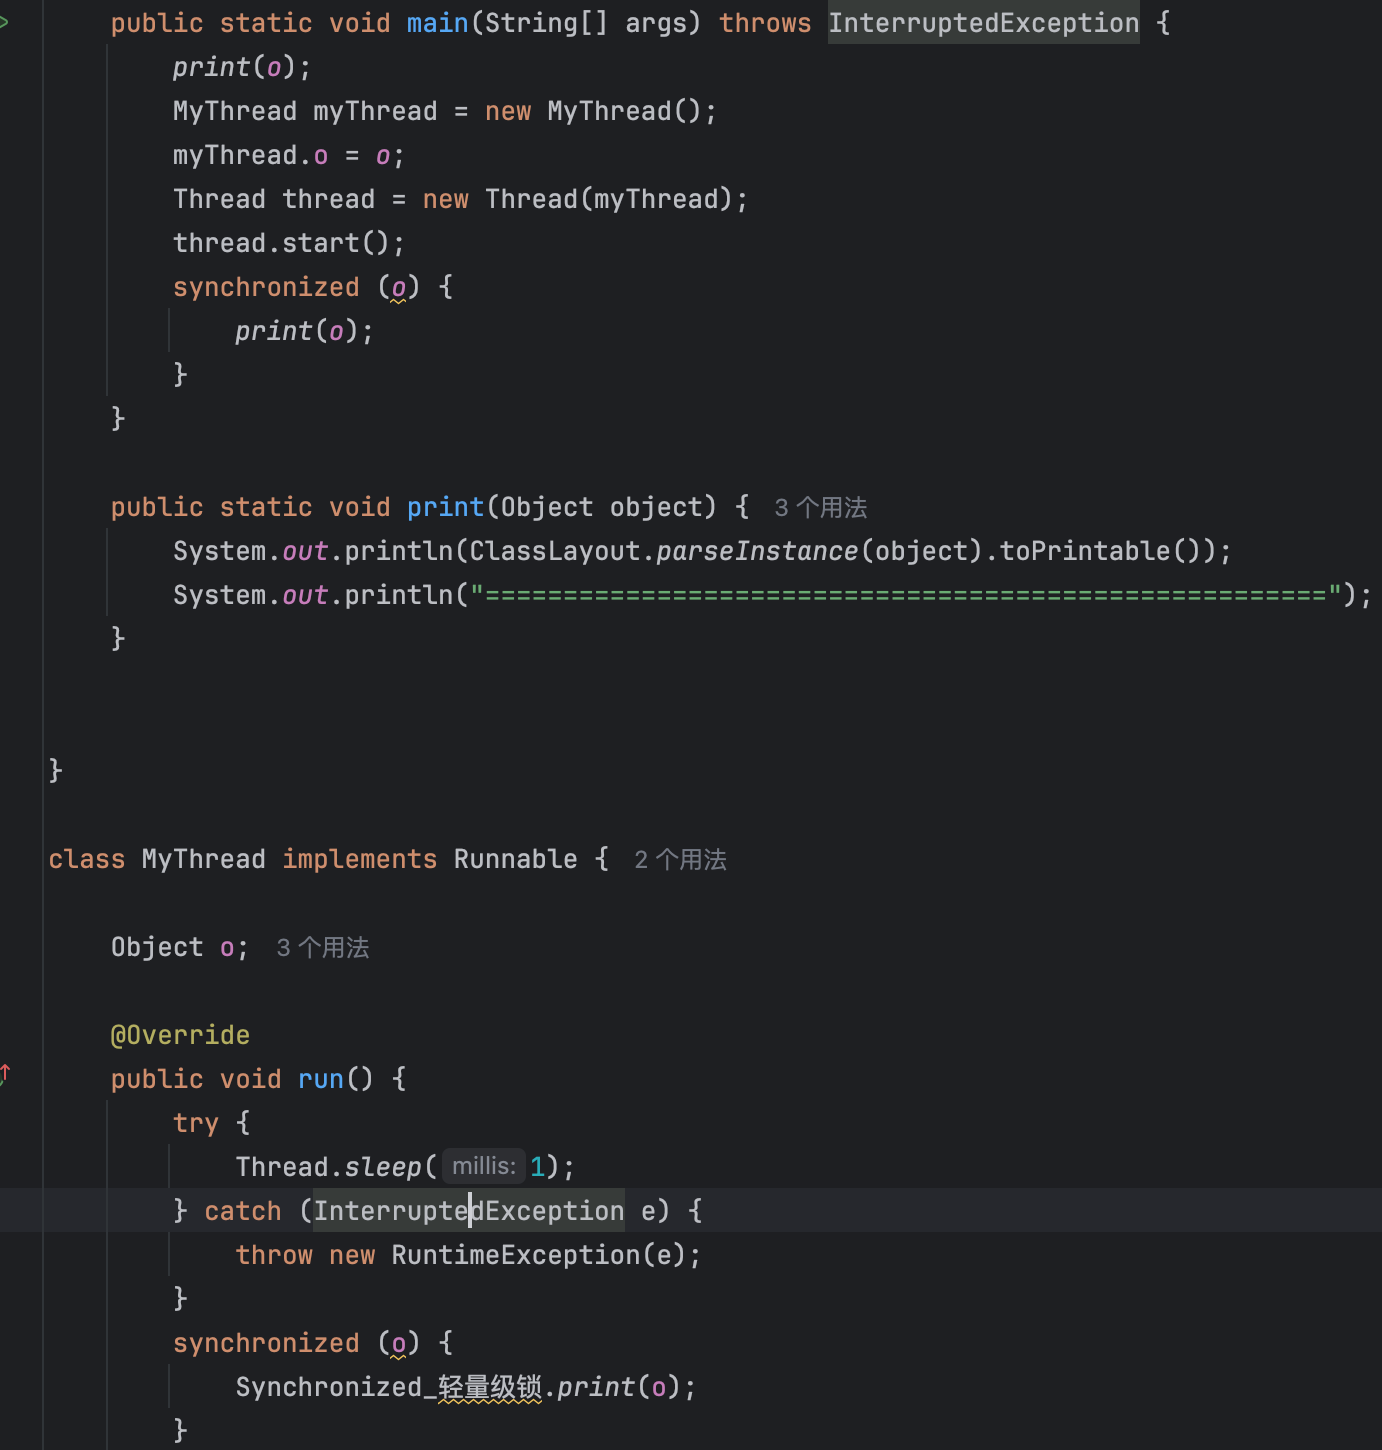 public static void main(String[] args) throws InterruptedException {
print(o);
MyThread myThread = new MyThread();
myThread.o = o;
Thread thread = new Thread(myThread);
thread.start();
synchronized (o) {
print(o);
}
}
public static void print(Object object) { 3 个用法
System.out.println(ClassLayout.parseInstance(object).toPrintable());
System.out.println("======================================================");
}
}
class MyThread implements Runnable { 2 个用法
Object o; 3 个用法
@Override
public void run() {
try {
Thread.sleep( millis: 1);
} catch (InterruptedException e) {
throw new RuntimeException(e);
}
synchronized (o) {
Synchronized_轻量级锁.print(o);
}